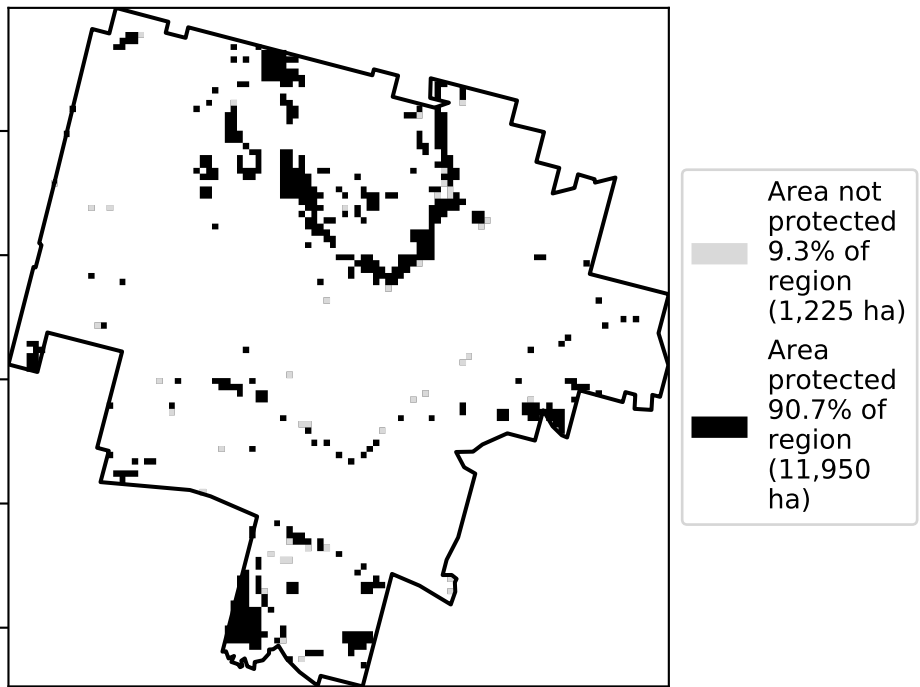 Area not
protected
9.3% of
region
(1,225 ha)
Area
protected
90.7% of
region
(11,950
ha)